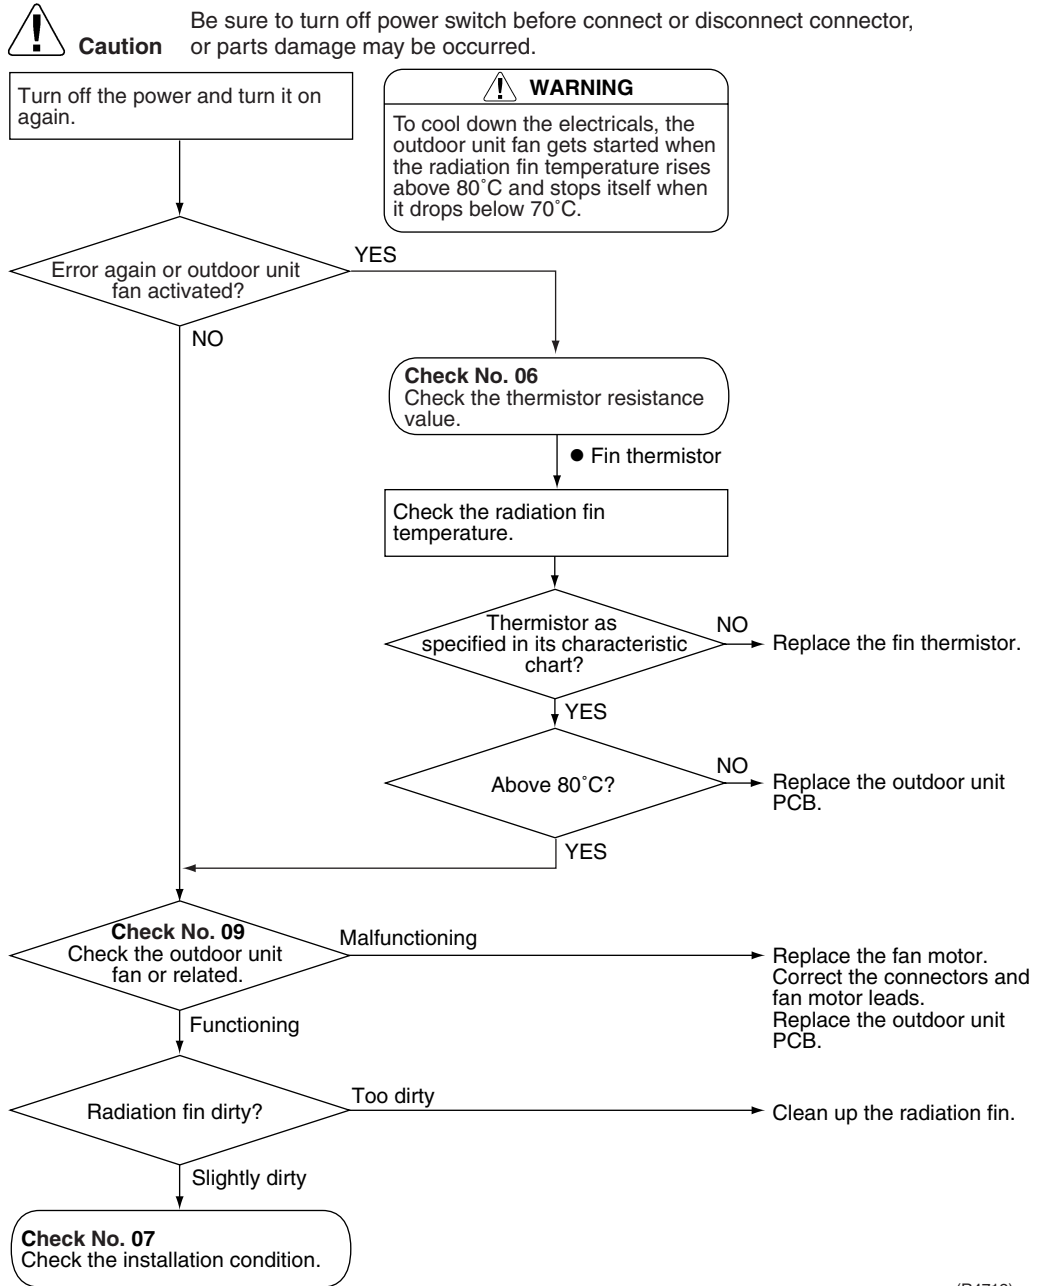 Be sure to turn off power switch before connect or disconnect connector,
Caution or parts damage may be occurred.
Turn off the power and turn it on
again.
WARNING
To cool down the electricals, the
outdoor unit fan gets started when
the radiation fin temperature rises
above 80˚C and stops itself when
it drops below 70˚C.
Error again or outdoor unit
fan activated?
YES
NO
Check No. 06
Check the thermistor resistance
value.
● Fin thermistor
Check the radiation fin
temperature.
Thermistor as
specified in its characteristic
chart?
NO
Replace the fin thermistor.
YES
Above 80˚C?
NO
Replace the outdoor unit
PCB.
YES
Check No. 09
Check the outdoor unit
fan or related.
Malfunctioning
Replace the fan motor.
Correct the connectors and
fan motor leads.
Replace the outdoor unit
PCB.
Functioning
Radiation fin dirty?
Too dirty
Clean up the radiation fin.
Slightly dirty
Check No. 07
Check the installation condition.